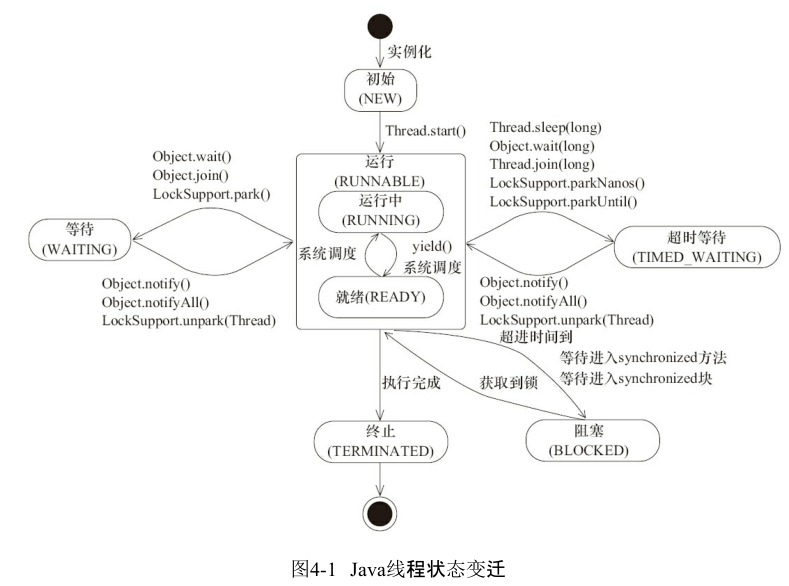 实例化
初始
(NEW)
Thread.start()
Object.wait()
Object.join()
LockSupport.park()
Thread.sleep(long)
Object.wait(long)
Thread.join(long)
LockSupport.parkNanos()
LockSupport.parkUntil()
运行
(RUNNABLE)
运行中
(RUNNING)
等待
(WAITING)
系统调度
yield()
系统调度
就绪(READY)
超时等待
(TIMED_WAITING)
Object.notify()
Object.notifyAll()
LockSupport.unpark(Thread)
Object.notify()
Object.notifyAll()
LockSupport.unpark(Thread)
超进时间到
等待进入synchronized方法
等待进入synchronized块
执行完成
获取到锁
终止
(TERMINATED)
阻塞
(BLOCKED)
图4-1 Java线程状态变迁